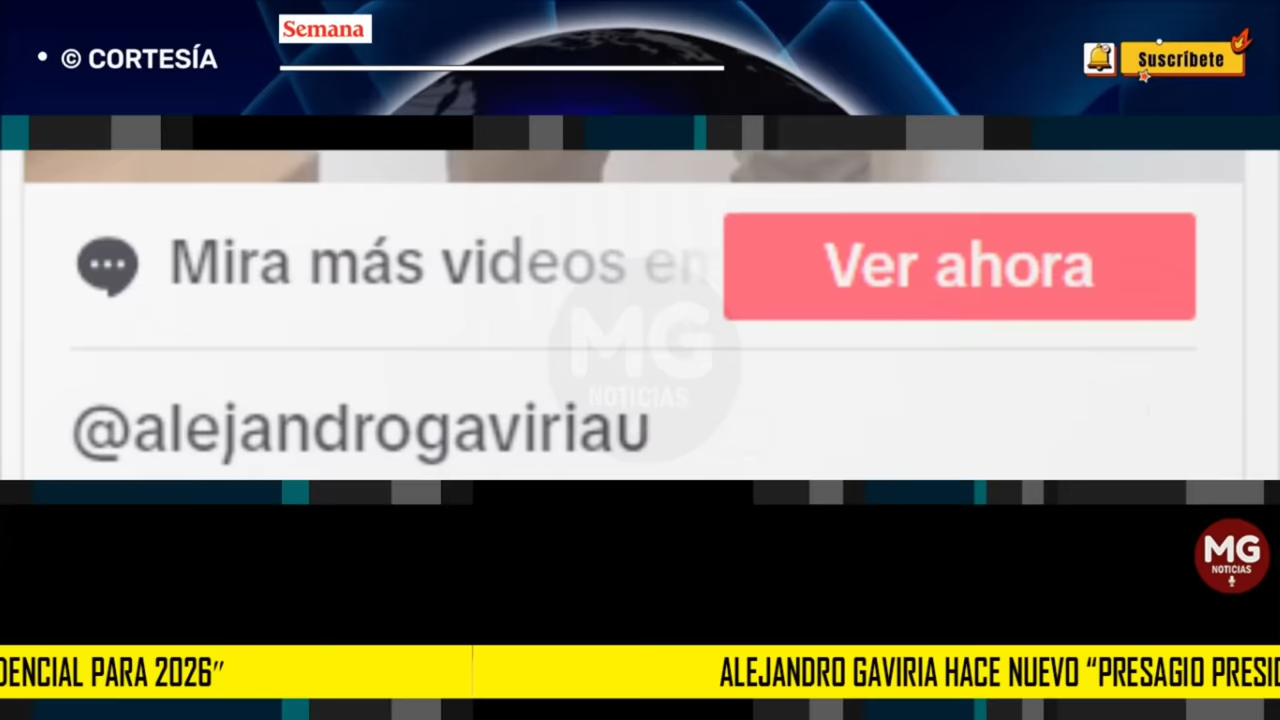 • © CORTESÍA
Semana
Suscríbete
Mira más videos en
Ver ahora
MG
NOTICIAS
@alejandrogaviriau
MG
NOTICIAS
DENCIAL PARA 2026”
ALEJANDRO GAVIRIA HACE NUEVO “PRESAGIO PRESID